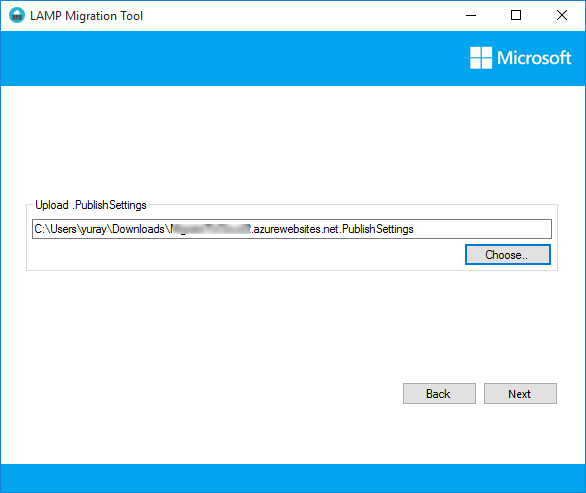 LAMP Migration Tool
Microsoft
Upload .PublishSettings
C:\Users\yuray\Downloads\ .azurewebsites.net.PublishSettings
Choose..
Back
Next